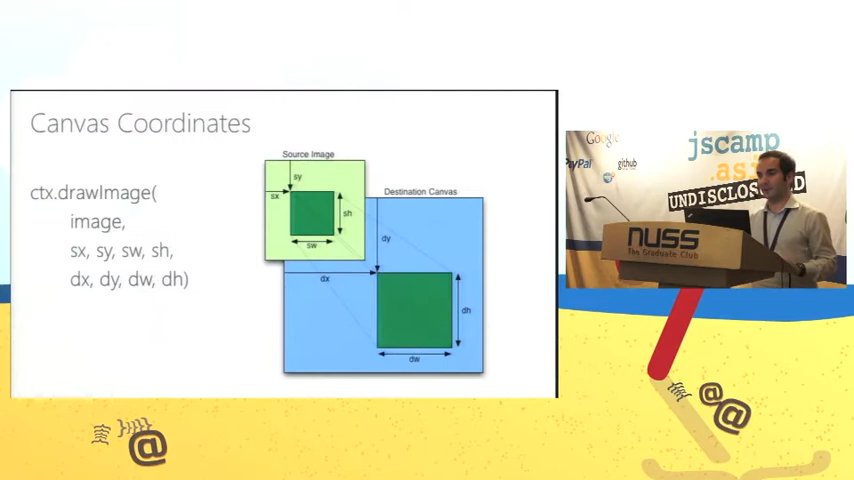 Canvas Coordinates
ctx.drawImage(
image,
sx, sy, sw, sh,
dx, dy, dw, dh)
Source Image
sy
sx
sh
sw
Destination Canvas
dy
dx
dh
dw
Google
PayPal
github
jscamp
.asia
UNDISCLOSED
NUSS
The Graduate Club
}}}}
@
{{{{
@
@